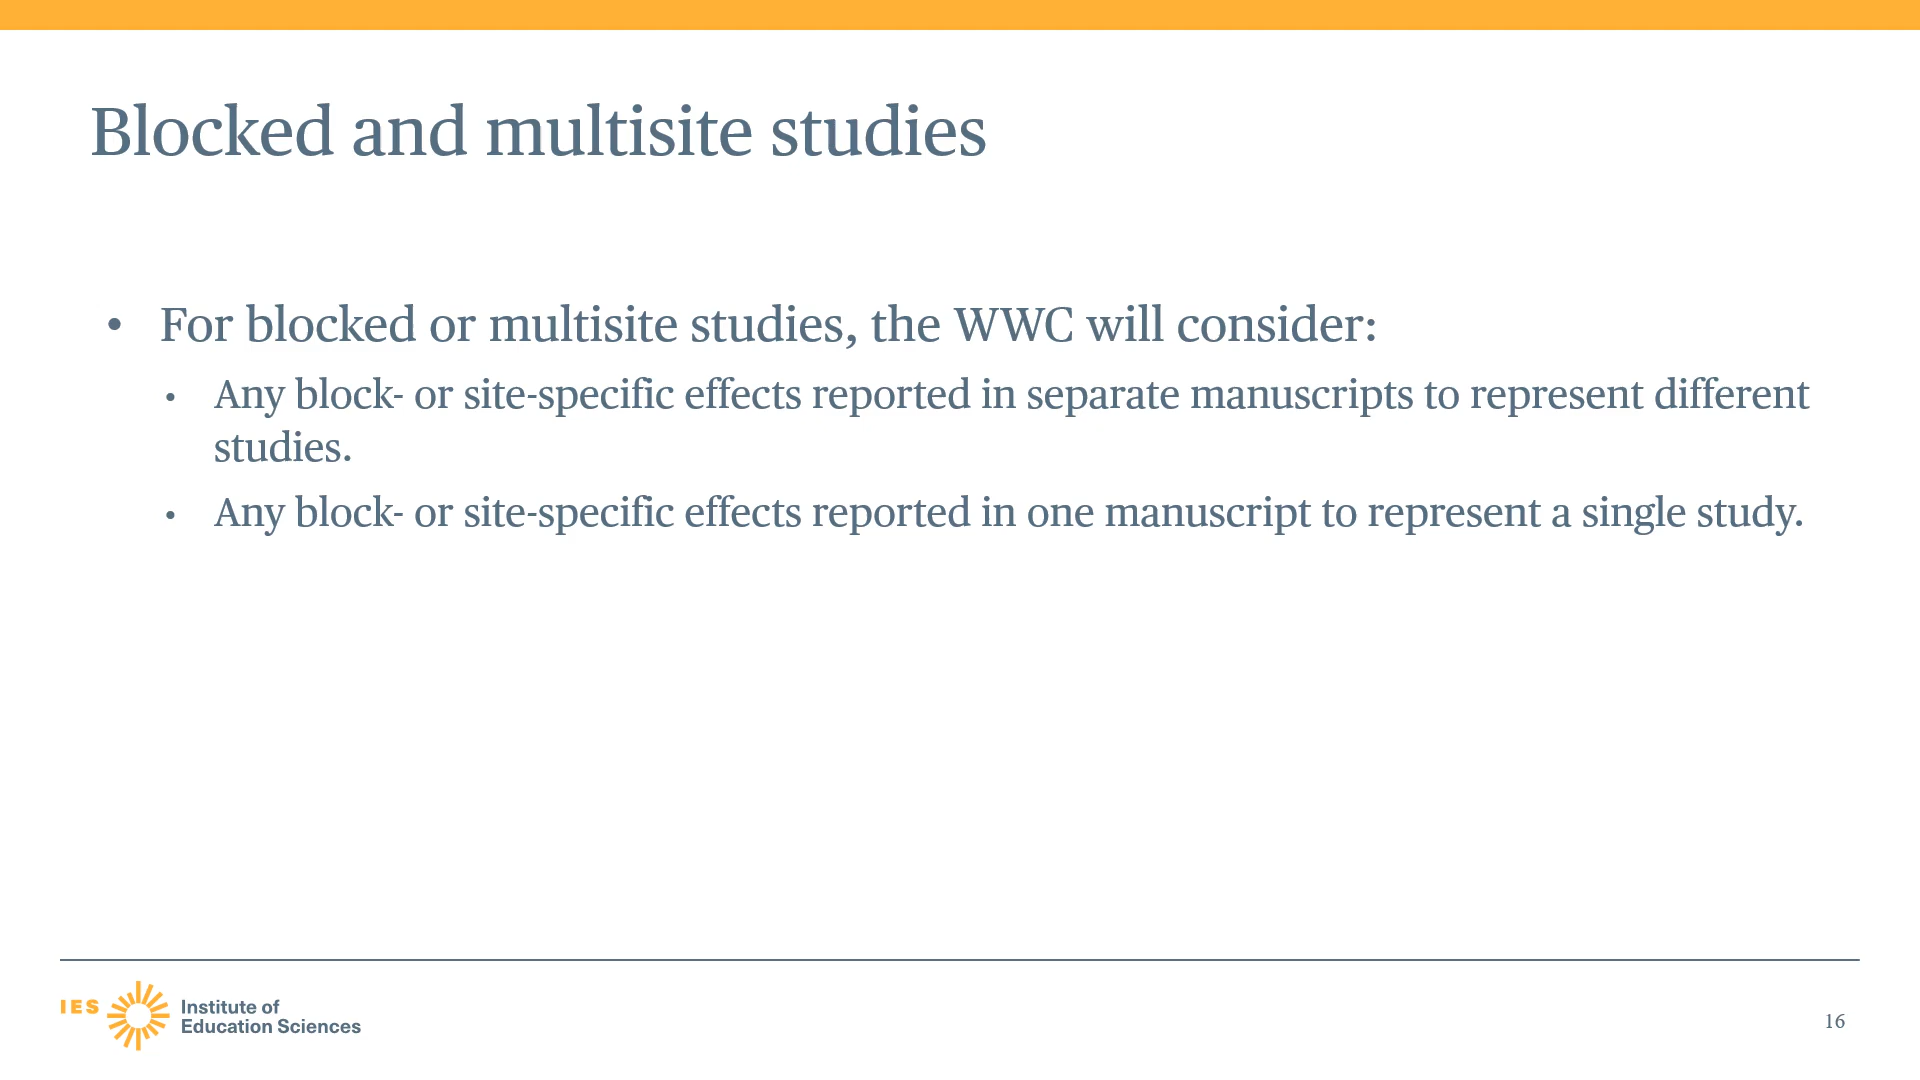 Blocked and multisite studies
• For blocked or multisite studies, the WWC will consider:
• Any block- or site-specific effects reported in separate manuscripts to represent different
studies.
• Any block- or site-specific effects reported in one manuscript to represent a single study.
IES
Institute of
Education Sciences
16